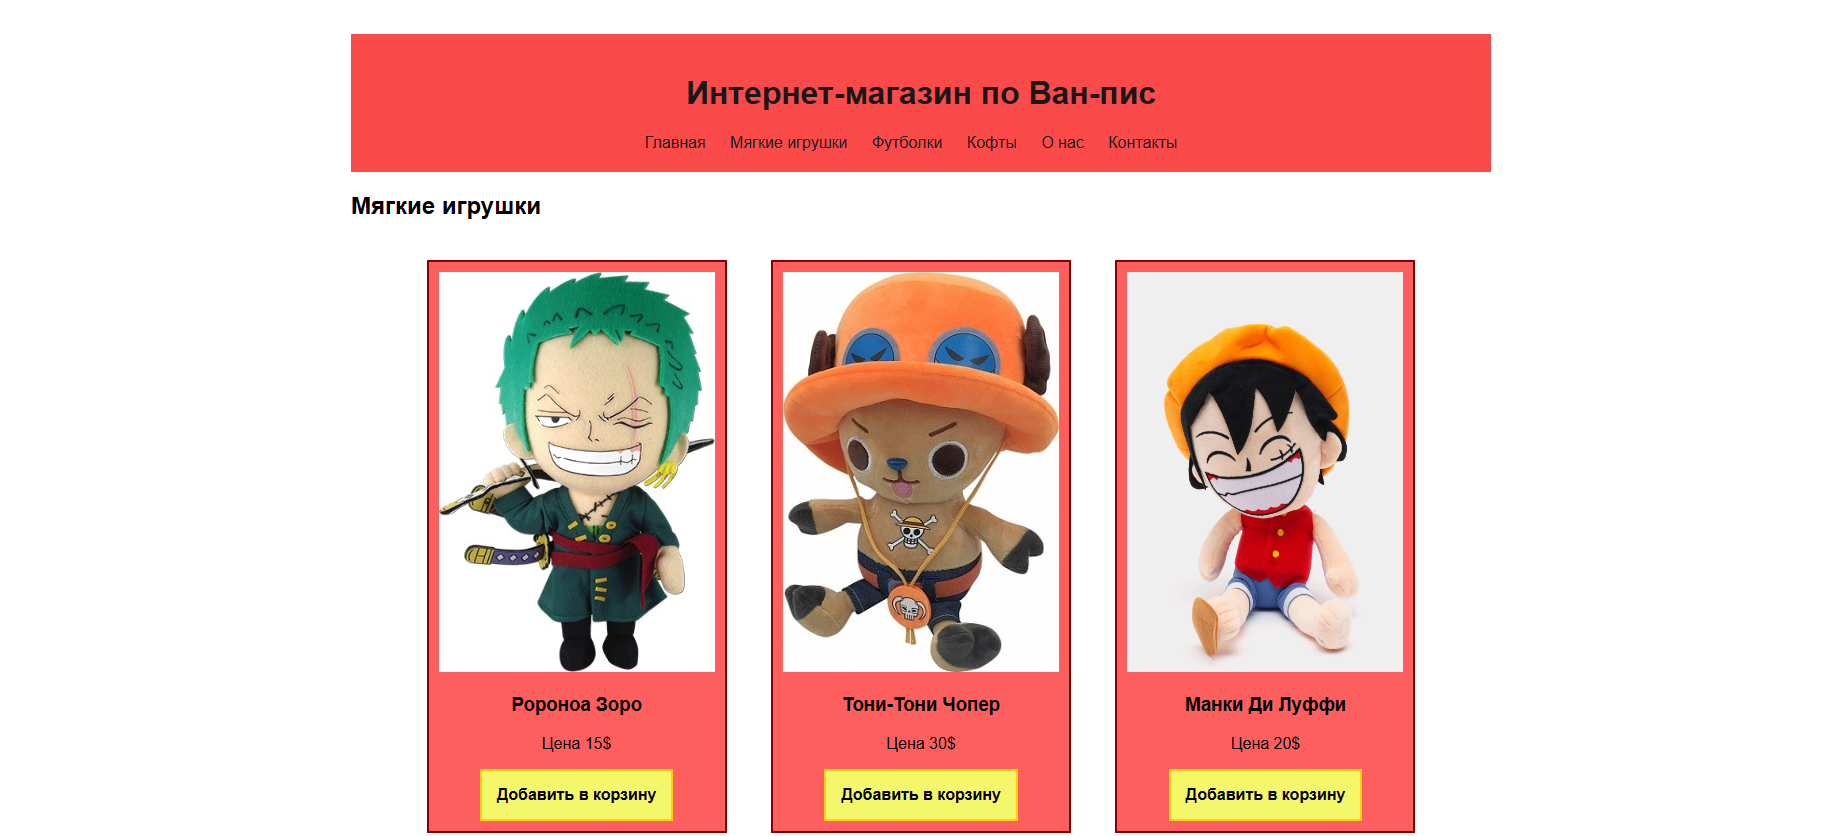 Интернет-магазин по Ван-пис
Главная Мягкие игрушки Футболки Кофты О нас Контакты
Мягкие игрушки
Ророноа Зоро
Цена 15$
Добавить в корзину
Тони-Тони Чопер
Цена 30$
Добавить в корзину
Манки Ди Луффи
Цена 20$
Добавить в корзину